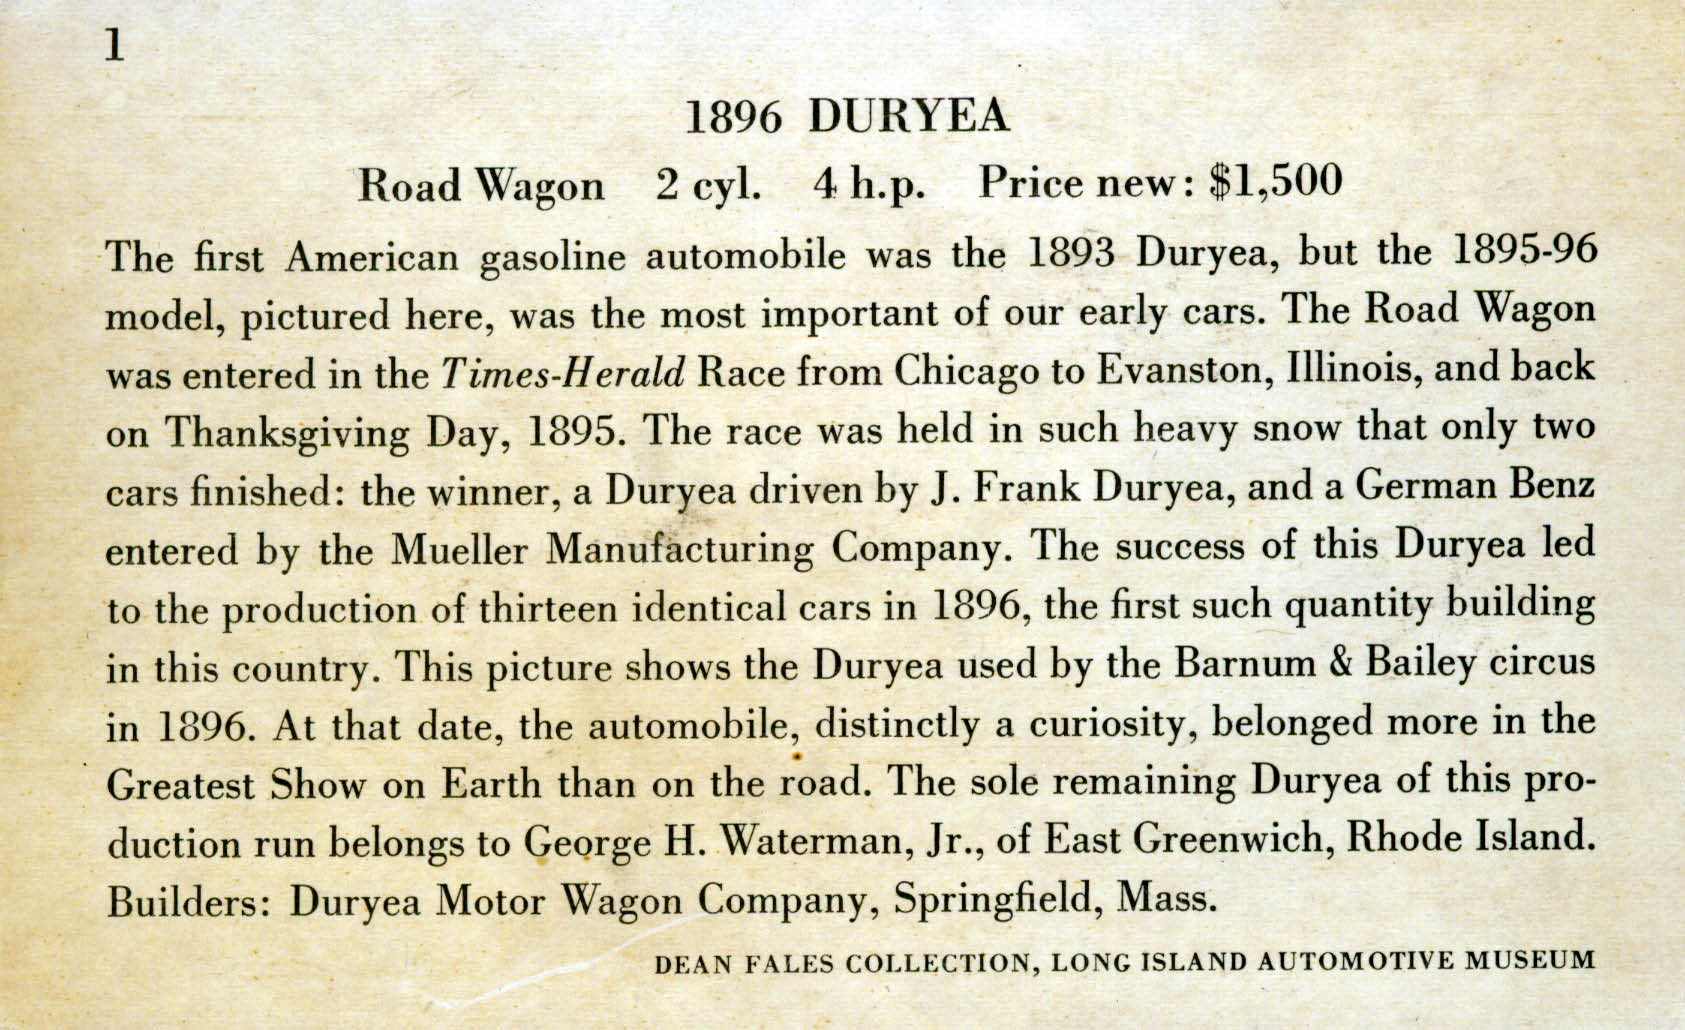 1
1896 DURYEA
Road Wagon 2 cyl. 4 h.p. Price new: $1,500
The first American gasoline automobile was the 1893 Duryea, but the 1895-96
model, pictured here, was the most important of our early cars. The Road Wagon
was entered in the Times-Herald Race from Chicago to Evanston, Illinois, and back
on Thanksgiving Day, 1895. The race was held in such heavy snow that only two
cars finished: the winner, a Duryea driven by J. Frank Duryea, and a German Benz
entered by the Mueller Manufacturing Company. The success of this Duryea led
to the production of thirteen identical cars in 1896, the first such quantity building
in this country. This picture shows the Duryea used by the Barnum & Bailey circus
in 1896. At that date, the automobile, distinctly a curiosity, belonged more in the
Greatest Show on Earth than on the road. The sole remaining Duryea of this pro-
duction run belongs to George H. Waterman, Jr., of East Greenwich, Rhode Island.
Builders: Duryea Motor Wagon Company, Springfield, Mass.
DEAN FALES COLLECTION, LONG ISLAND AUTOMOTIVE MUSEUM